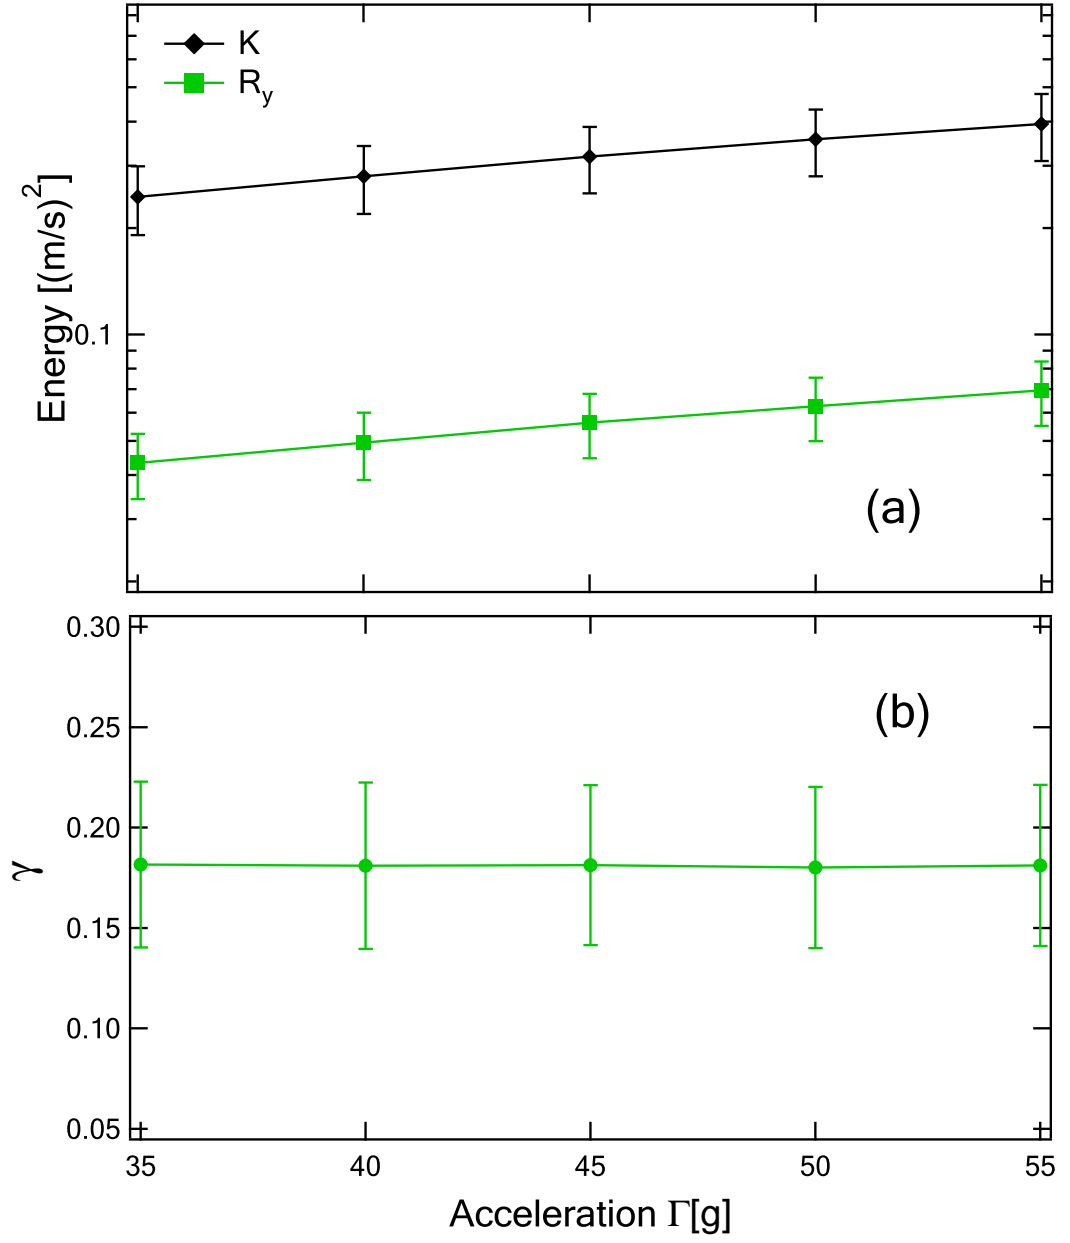 K
R_y
Energy [(m/s)^2]
0.1
(a)
0.30
0.25
0.20
0.15
0.10
0.05
(b)
γ
35 40 45 50 55
Acceleration Γ[g]